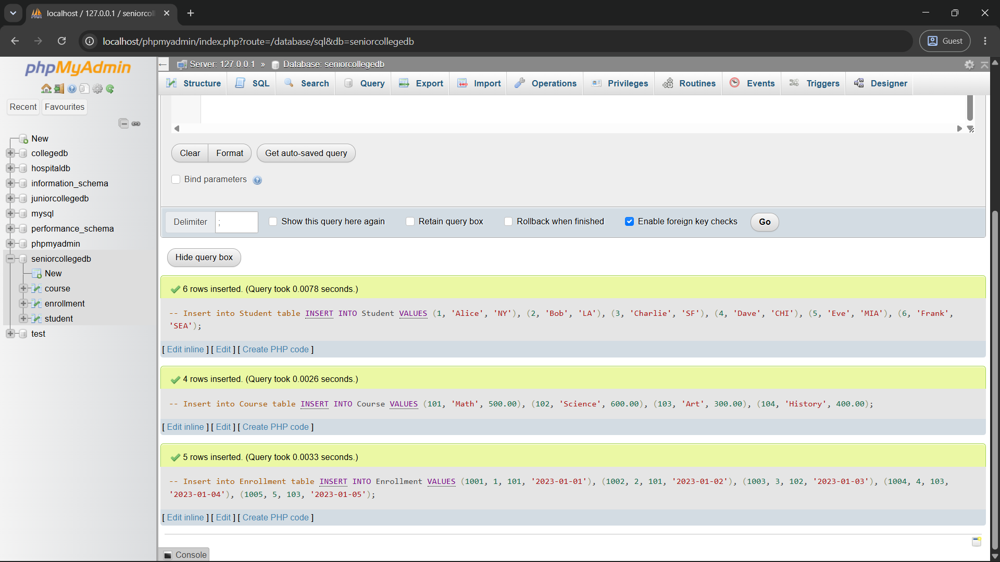 localhost / 127.0.0.1 / seniorcoll
localhost/phpmyadmin/index.php?route=/database/sql&db=seniorcollegedb
Guest
phpMyAdmin
Recent
Favourites
New
collegedb
hospitaldb
information_schema
juniorcollegedb
mysql
performance_schema
phpmyadmin
seniorcollegedb
New
course
enrollment
student
test
Server: 127.0.0.1 » Database: seniorcollegedb
Structure SQL Search Query Export Import Operations Privileges Routines Events Triggers Designer
Clear Format Get auto-saved query
Bind parameters
Delimiter ; Show this query here again Retain query box Rollback when finished Enable foreign key checks Go
Hide query box
6 rows inserted. (Query took 0.0078 seconds.)
-- Insert into Student table INSERT INTO Student VALUES (1, 'Alice', 'NY'), (2, 'Bob', 'LA'), (3, 'Charlie', 'SF'), (4, 'Dave', 'CHI'), (5, 'Eve', 'MIA'), (6, 'Frank',
'SEA');
[ Edit inline ] [ Edit ] [ Create PHP code ]
4 rows inserted. (Query took 0.0026 seconds.)
-- Insert into Course table INSERT INTO Course VALUES (101, 'Math', 500.00), (102, 'Science', 600.00), (103, 'Art', 300.00), (104, 'History', 400.00);
[ Edit inline ] [ Edit ] [ Create PHP code ]
5 rows inserted. (Query took 0.0033 seconds.)
-- Insert into Enrollment table INSERT INTO Enrollment VALUES (1001, 1, 101, '2023-01-01'), (1002, 2, 101, '2023-01-02'), (1003, 3, 102, '2023-01-03'), (1004, 4, 103,
'2023-01-04'), (1005, 5, 103, '2023-01-05');
[ Edit inline ] [ Edit ] [ Create PHP code ]
Console